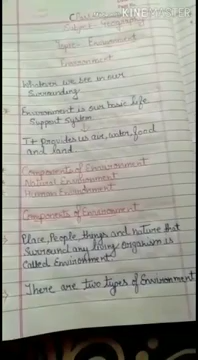 KINEMASTER
Subject Geography
Topic Environment
Environment
Whatever we see in our
Surrounding.
Environment is our basic life
Support System.
It provides us air, water, food
and land
Components of Environment
Natural Environment
Human Environment
Components of Environment
Place, People, things and nature that
Surround any living organism is
Called Environment
There are two types of Environment